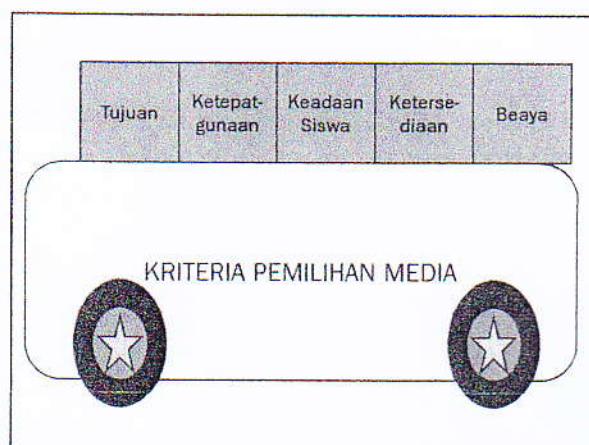 Tujuan
Ketepat-
gunaan
Keadaan
Siswa
Keterse-
diaan
Beaya
KRITERIA PEMILIHAN MEDIA